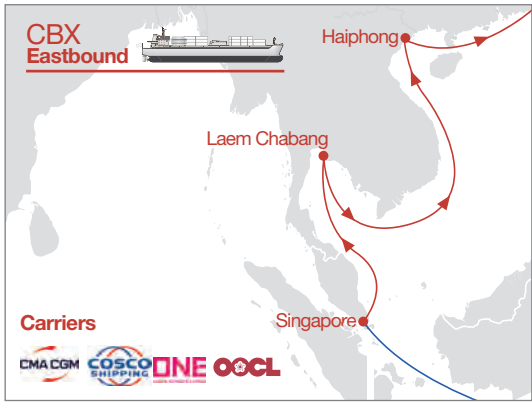 CBX
Eastbound
Haiphong
Laem Chabang
Singapore
Carriers
CMA CGM
COSCO
SHIPPING
ONE
OOCL